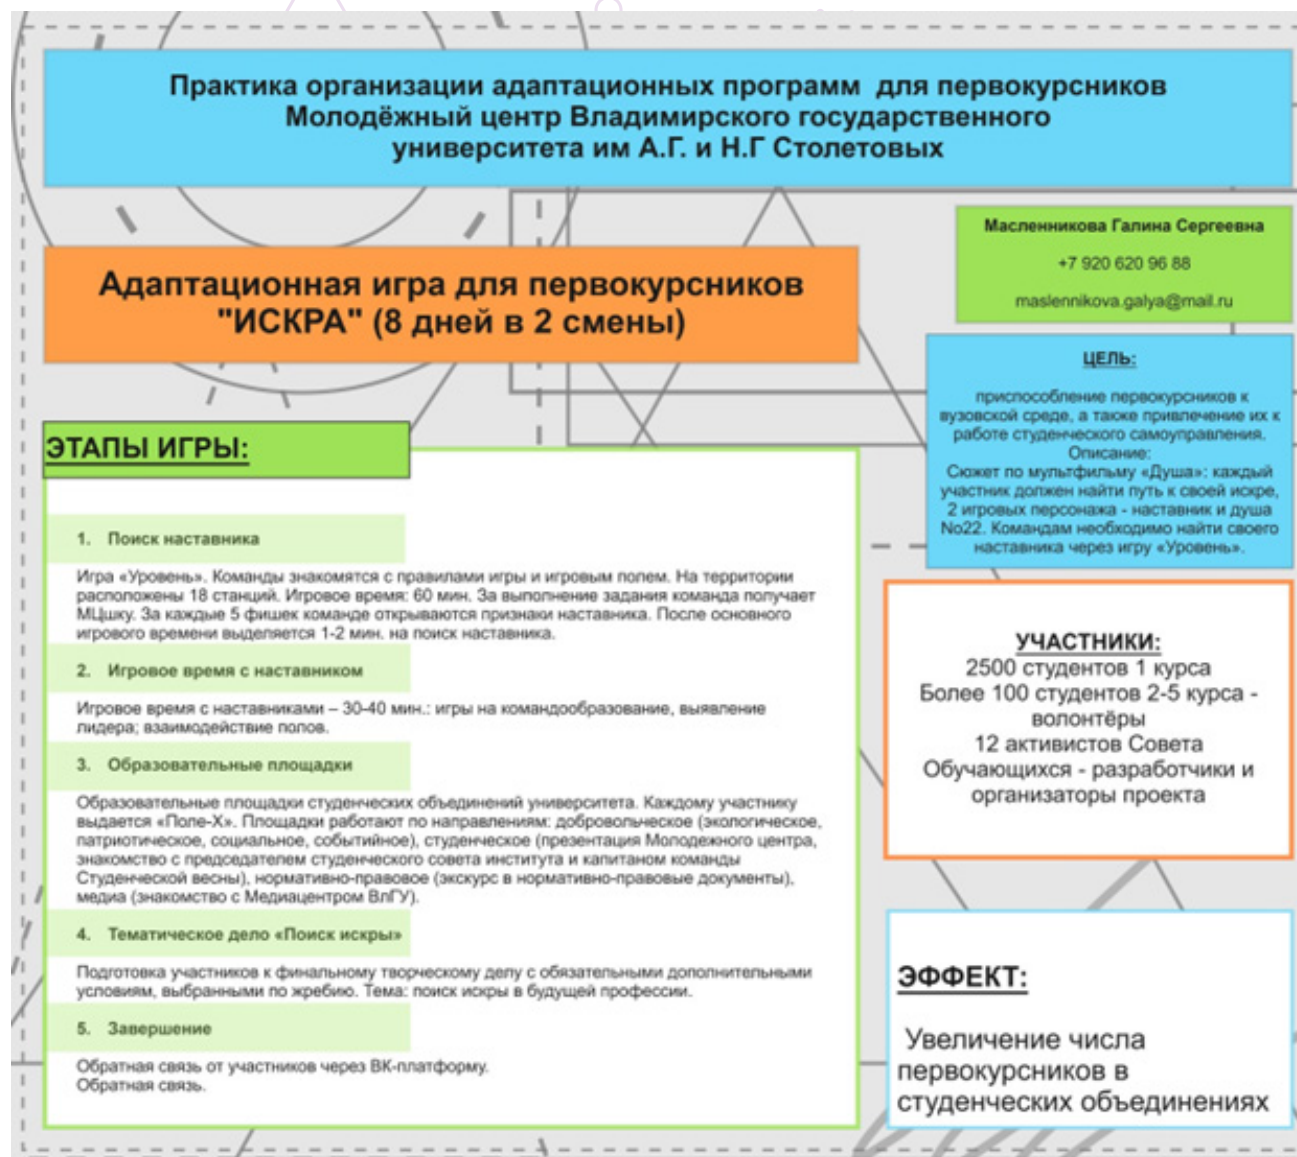 Практика организации адаптационных программ для первокурсников
Молодёжный центр Владимирского государственного
университета им А.Г. и Н.Г Столетовых
Масленникова Галина Сергеевна
+7 920 620 96 88
maslennikova.galya@mail.ru
Адаптационная игра для первокурсников
"ИСКРА" (8 дней в 2 смены)
ЦЕЛЬ:
приспособление первокурсников к
вузовской среде, а также привлечение их к
работе студенческого самоуправления.
Описание:
Сюжет по мультфильму «Душа»: каждый
участник должен найти путь к своей искре,
2 игровых персонажа - наставник и душа
No22. Командам необходимо найти своего
наставника через игру «Уровень».
ЭТАПЫ ИГРЫ:
1. Поиск наставника
Игра «Уровень». Команды знакомятся с правилами игры и игровым полем. На территории
расположены 18 станций. Игровое время: 60 мин. За выполнение задания команда получает
МЦшку. За каждые 5 фишек команде открываются признаки наставника. После основного
игрового времени выделяется 1-2 мин. на поиск наставника.
2. Игровое время с наставником
Игровое время с наставниками – 30-40 мин.: игры на командообразование, выявление
лидера; взаимодействие полов.
3. Образовательные площадки
Образовательные площадки студенческих объединений университета. Каждому участнику
выдается «Поле-Х». Площадки работают по направлениям: добровольческое (экологическое,
патриотическое, социальное, событийное), студенческое (презентация Молодежного центра,
знакомство с председателем студенческого совета института и капитаном команды
Студенческой весны), нормативно-правовое (экскурс в нормативно-правовые документы),
медиа (знакомство с Медиацентром ВлГУ).
4. Тематическое дело «Поиск искры»
Подготовка участников к финальному творческому делу с обязательными дополнительными
условиям, выбранными по жребию. Тема: поиск искры в будущей профессии.
5. Завершение
Обратная связь от участников через ВК-платформу.
Обратная связь.
УЧАСТНИКИ:
2500 студентов 1 курса
Более 100 студентов 2-5 курса -
волонтёры
12 активистов Совета
Обучающихся - разработчики и
организаторы проекта
ЭФФЕКТ:
Увеличение числа
первокурсников в
студенческих объединениях